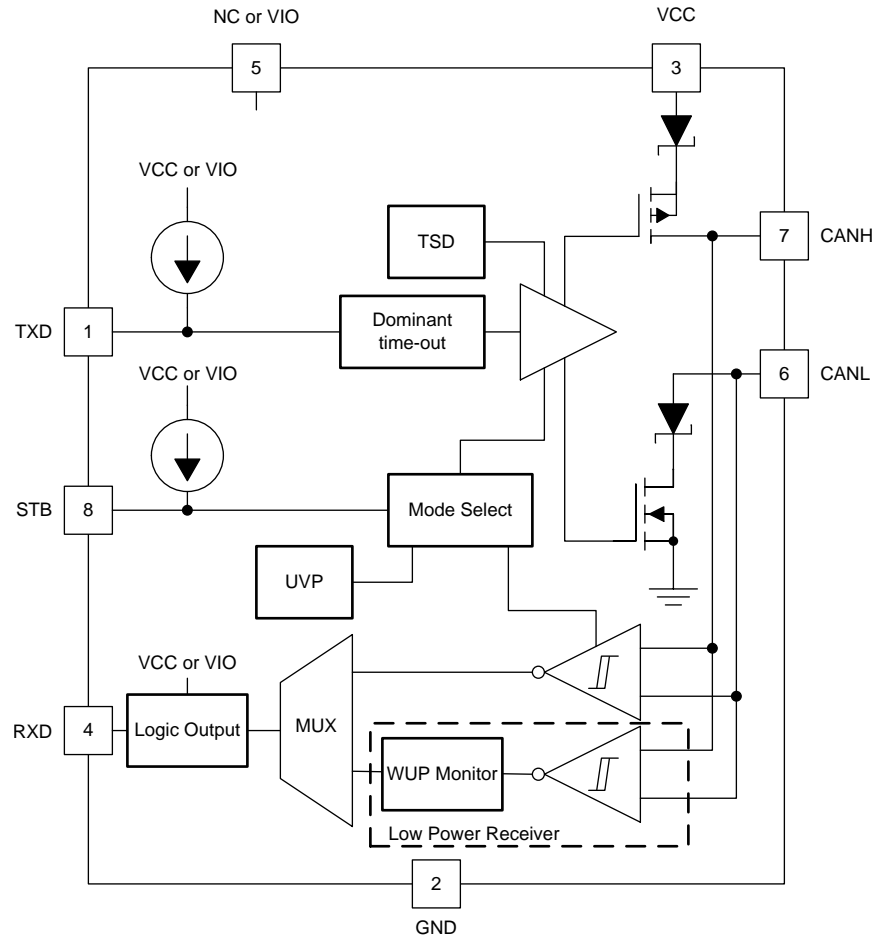 NC or VIO
VCC
5
3
VCC or VIO
TSD
7
CANH
TXD
1
Dominant
time-out
VCC or VIO
6
CANL
STB
8
Mode Select
UVP
VCC or VIO
RXD
4
Logic Output
MUX
WUP Monitor
Low Power Receiver
2
GND